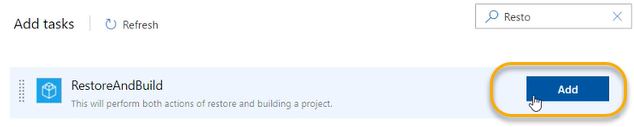 Add tasks
Refresh
Resto
RestoreAndBuild
This will perform both actions of restore and building a project.
Add